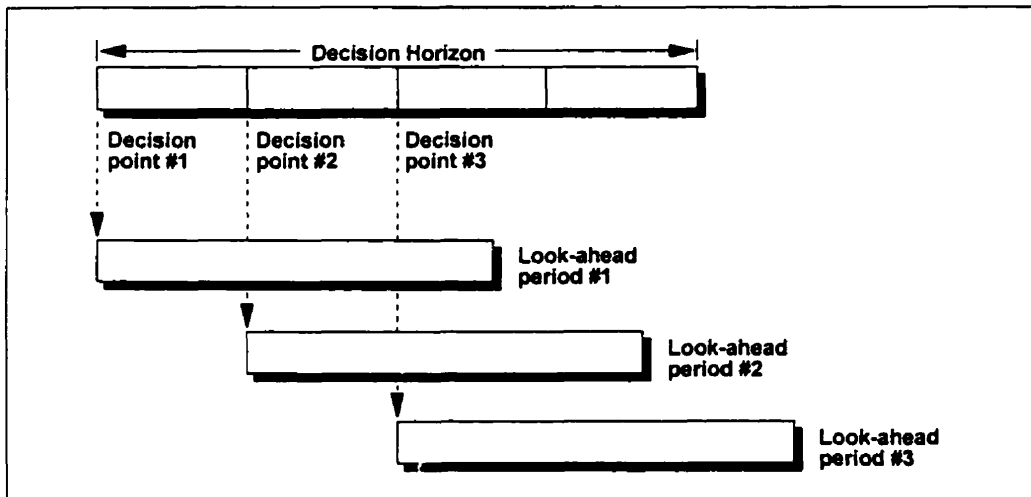 Decision Horizon
Decision
point #1
Decision
point #2
Decision
point #3
Look-ahead
period #1
Look-ahead
period #2
Look-ahead
period #3